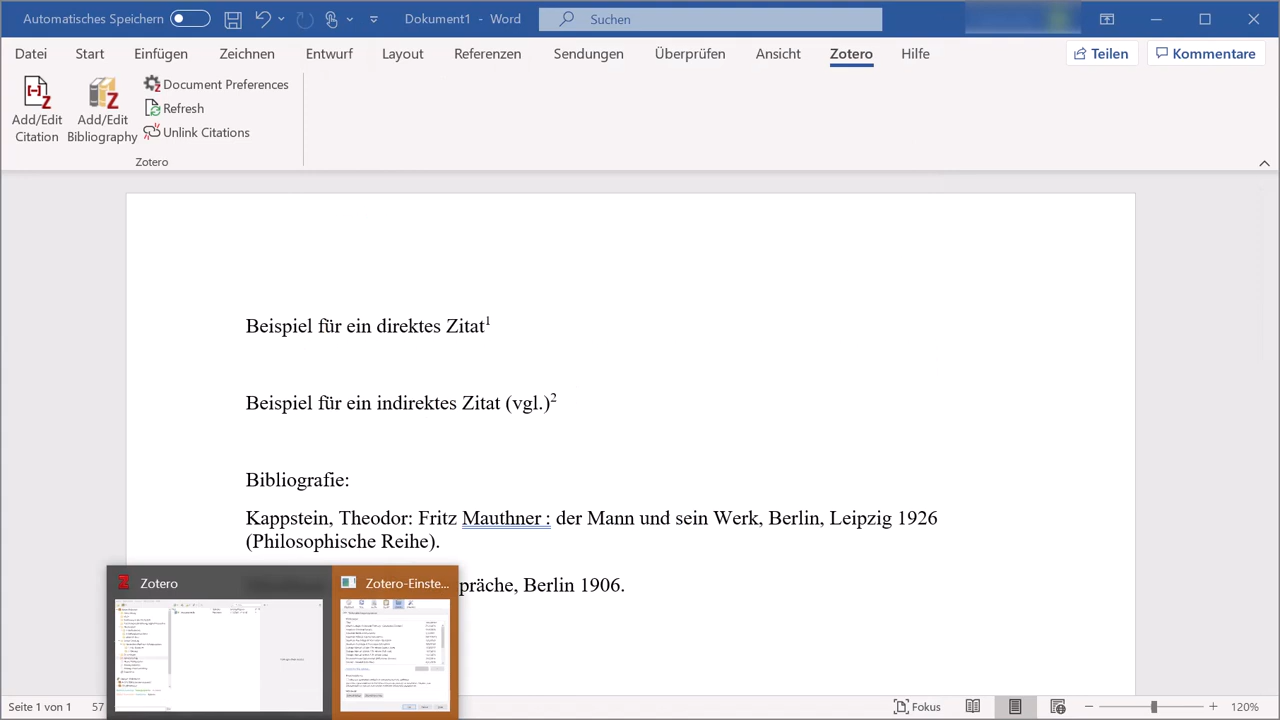 Automatisches Speichern Dokument1 - Word Suchen
Datei Start Einfügen Zeichnen Entwurf Layout Referenzen Sendungen Überprüfen Ansicht Zotero Hilfe Teilen Kommentare
Add/Edit Citation
Add/Edit Bibliography
Document Preferences
Refresh
Unlink Citations
Zotero
Beispiel für ein direktes Zitat1
Beispiel für ein indirektes Zitat (vgl.)2
Bibliografie:
Kappstein, Theodor: Fritz Mauthner : der Mann und sein Werk, Berlin, Leipzig 1926
(Philosophische Reihe).
präche, Berlin 1906.
Zotero Zotero-Einste...
Seite 1 von 1 57 Fokus 120%